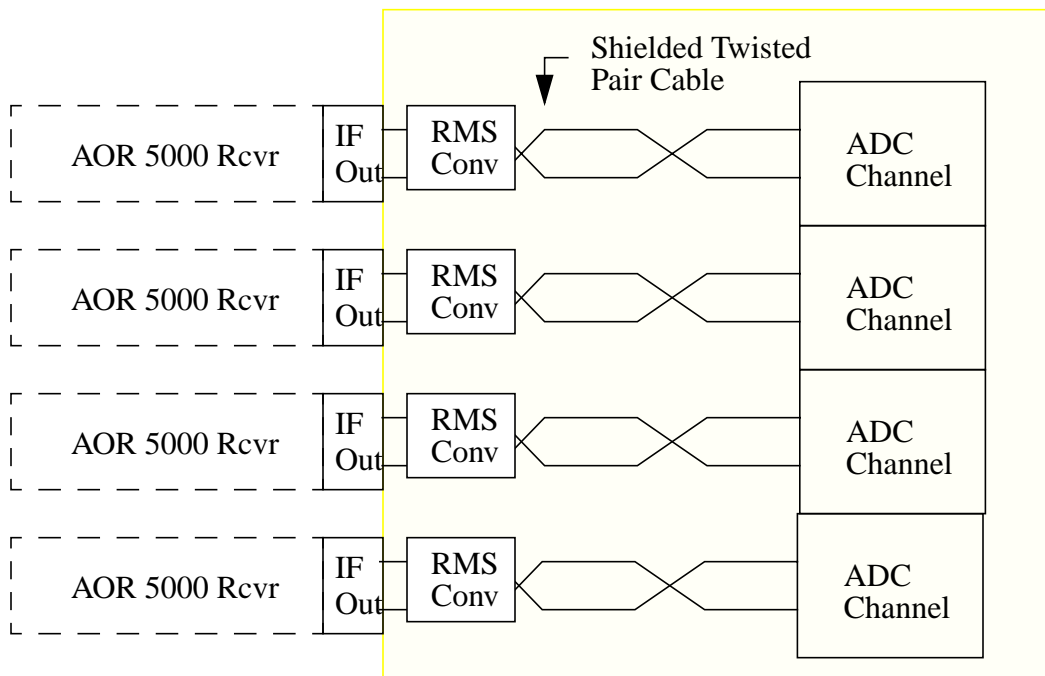 Shielded Twisted
Pair Cable
AOR 5000 Rcvr
IF
Out
RMS
Conv
ADC
Channel
AOR 5000 Rcvr
IF
Out
RMS
Conv
ADC
Channel
AOR 5000 Rcvr
IF
Out
RMS
Conv
ADC
Channel
AOR 5000 Rcvr
IF
Out
RMS
Conv
ADC
Channel